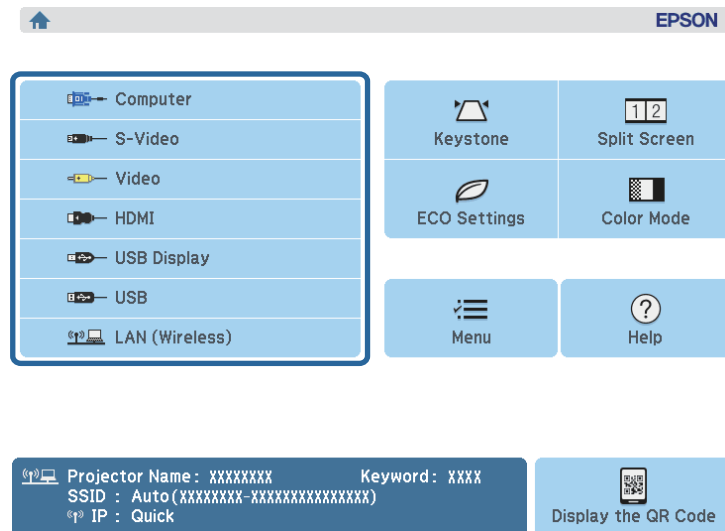 EPSON
Computer
S-Video
Video
HDMI
USB Display
USB
LAN (Wireless)
Keystone
1 2
Split Screen
ECO Settings
Color Mode
Menu
?
Help
Projector Name : XXXXXXXX Keyword : XXXX
SSID : Auto(XXXXXXXX-XXXXXXXXXXXXXXX)
IP : Quick
Display the QR Code